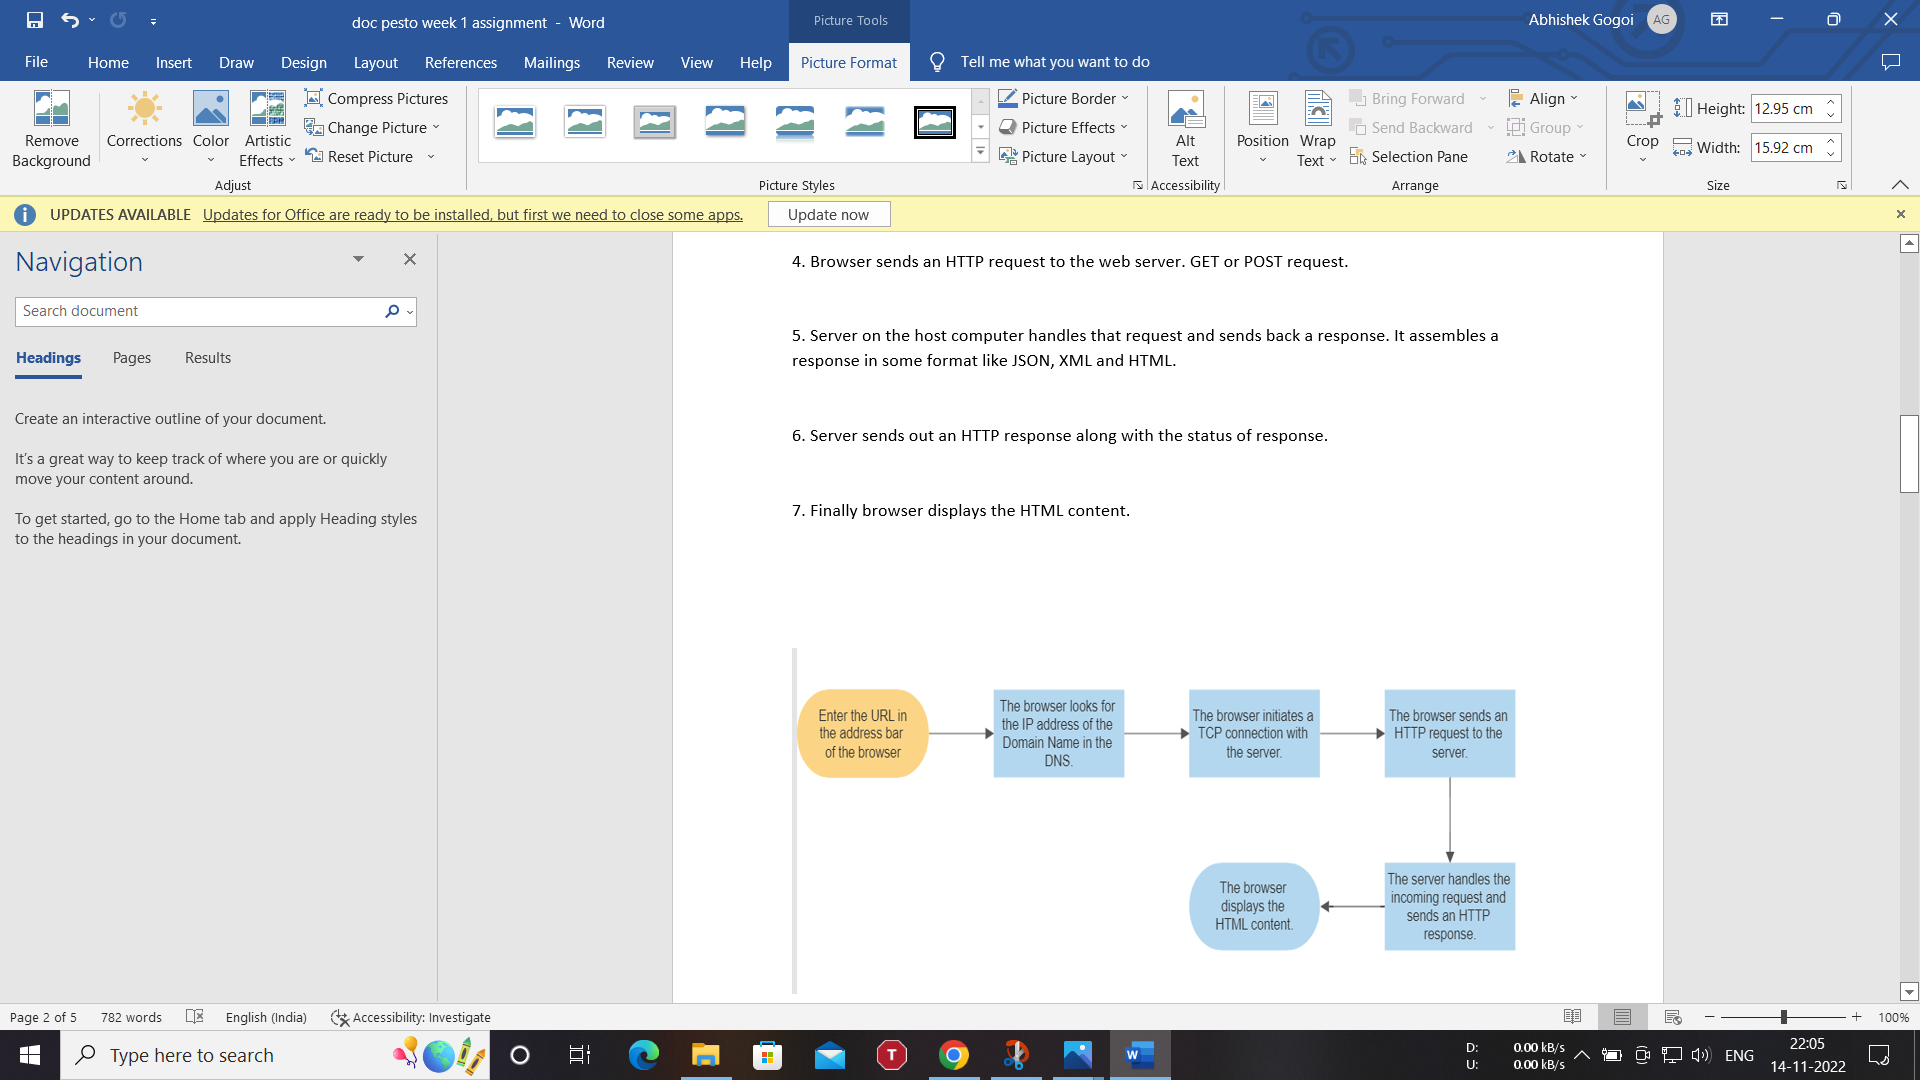 doc pesto week 1 assignment - Word
Picture Tools
Abhishek Gogoi
AG
File
Home
Insert
Draw
Design
Layout
References
Mailings
Review
View
Help
Picture Format
Tell me what you want to do
Remove
Background
Corrections
Color
Artistic
Effects
Compress Pictures
Change Picture
Reset Picture
Adjust
Picture Styles
Picture Border
Picture Effects
Picture Layout
Alt
Text
Accessibility
Position
Wrap
Text
Bring Forward
Send Backward
Selection Pane
Align
Group
Rotate
Arrange
Crop
Height: 12.95 cm
Width: 15.92 cm
Size
UPDATES AVAILABLE Updates for Office are ready to be installed, but first we need to close some apps. Update now
Navigation
Search document
Headings
Pages
Results
Create an interactive outline of your document.
It's a great way to keep track of where you are or quickly
move your content around.
To get started, go to the Home tab and apply Heading styles
to the headings in your document.
4. Browser sends an HTTP request to the web server. GET or POST request.
5. Server on the host computer handles that request and sends back a response. It assembles a
response in some format like JSON, XML and HTML.
6. Server sends out an HTTP response along with the status of response.
7. Finally browser displays the HTML content.
Enter the URL in
the address bar
of the browser
The browser looks for
the IP address of the
Domain Name in the
DNS.
The browser initiates a
TCP connection with
the server.
The browser sends an
HTTP request to the
server.
The server handles the
incoming request and
sends an HTTP
response.
The browser
displays the
HTML content.
Page 2 of 5
782 words
English (India)
Accessibility: Investigate
100%
Type here to search
T
W
D: 0.00 kB/s
U: 0.00 kB/s
ENG
22:05
14-11-2022